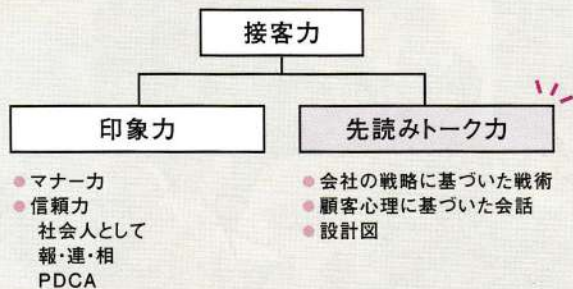 接客力
印象力
先読みトーク力
マナー力
信頼力
社会人として
報・連・相
PDCA
会社の戦略に基づいた戦術
顧客心理に基づいた会話
設計図